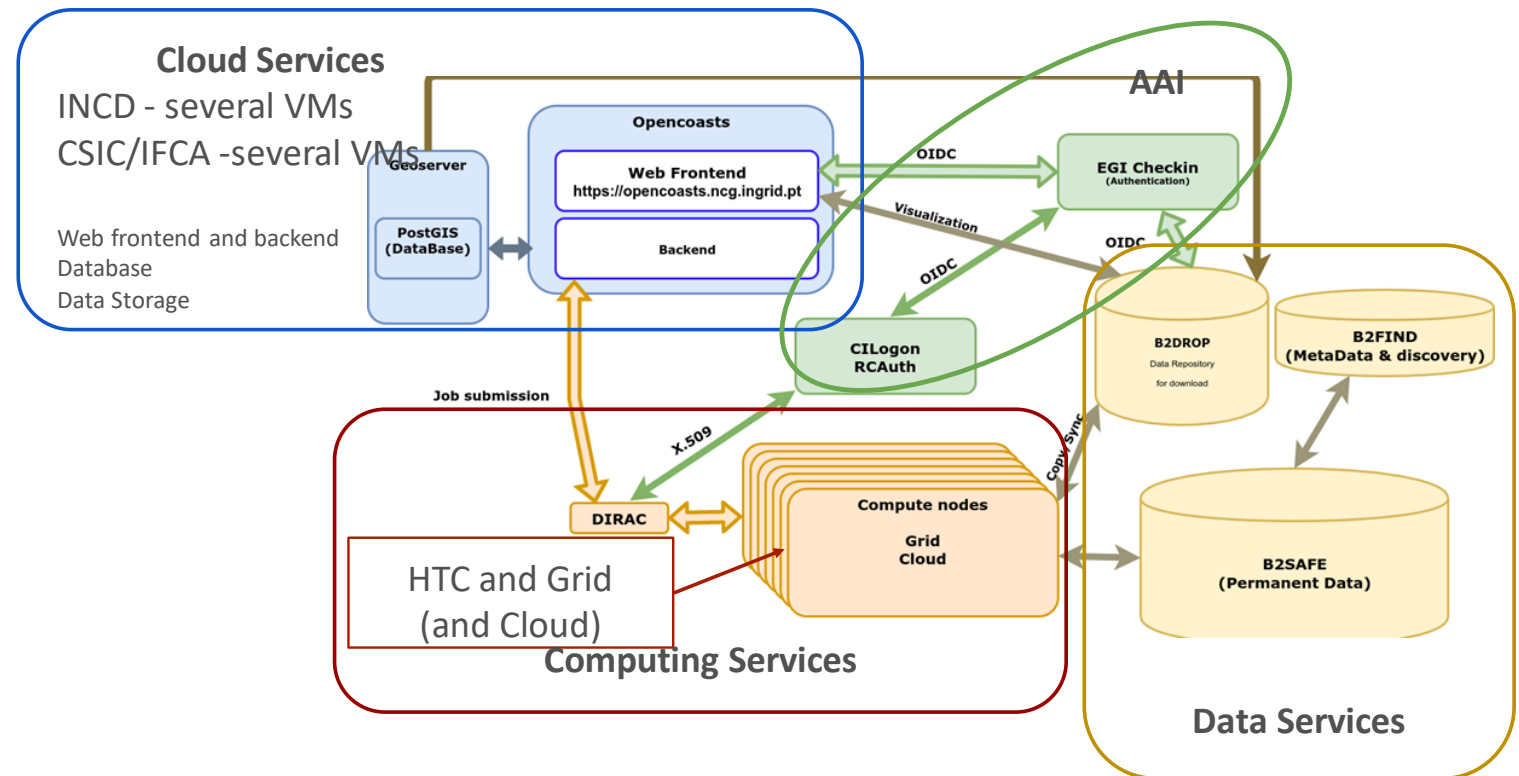 Cloud Services
INCD - several VMs
CSIC/IFCA -several VMs
Web frontend and backend
Database
Data Storage
Geoserver
PostGIS
(DataBase)
Opencoasts
Web Frontend
https://opencoasts.ncg.ingrid.pt
Backend
AAI
OIDC
EGI Checkin
(Authentication)
Visualization
OIDC
OIDC
CILogon
RCAuth
B2DROP
Data Repository
for download
B2FIND
(MetaData & discovery)
Job submission
X.509
Copy/Sync
DIRAC
Compute nodes
Grid
Cloud
HTC and Grid
(and Cloud)
Computing Services
B2SAFE
(Permanent Data)
Data Services